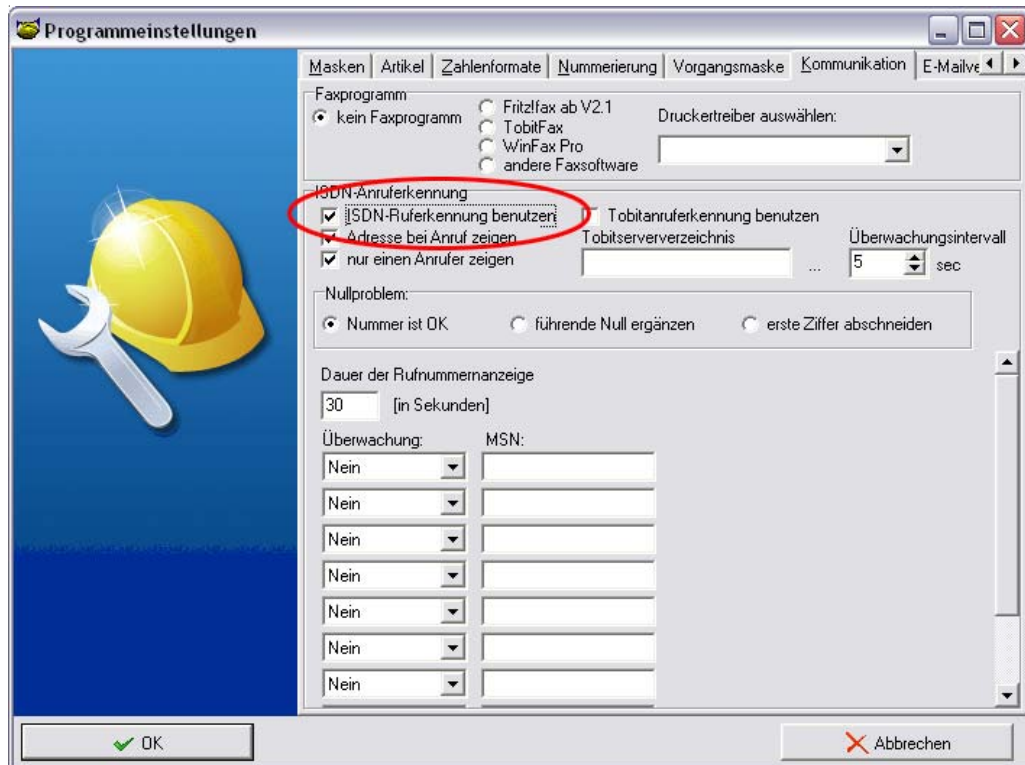 Programmeinstellungen
Masken Artikel Zahlenformate Nummerierung Vorgangsmaske Kommunikation E-Mailve
Faxprogramm
kein Faxprogramm
Fritz!fax ab V2.1
TobitFax
WinFax Pro
andere Faxsoftware
Druckertreiber auswählen:
ISDN-Anruferkennung
ISDN-Ruferkennung benutzen
Tobitanruferkennung benutzen
Adresse bei Anruf zeigen
nur einen Anrufer zeigen
Tobitserververzeichnis
...
Überwachungsintervall
5 sec
Nullproblem:
Nummer ist OK
führende Null ergänzen
erste Ziffer abschneiden
Dauer der Rufnummernanzeige
30 [in Sekunden]
Überwachung: MSN:
Nein
Nein
Nein
Nein
Nein
Nein
Nein
OK
Abbrechen